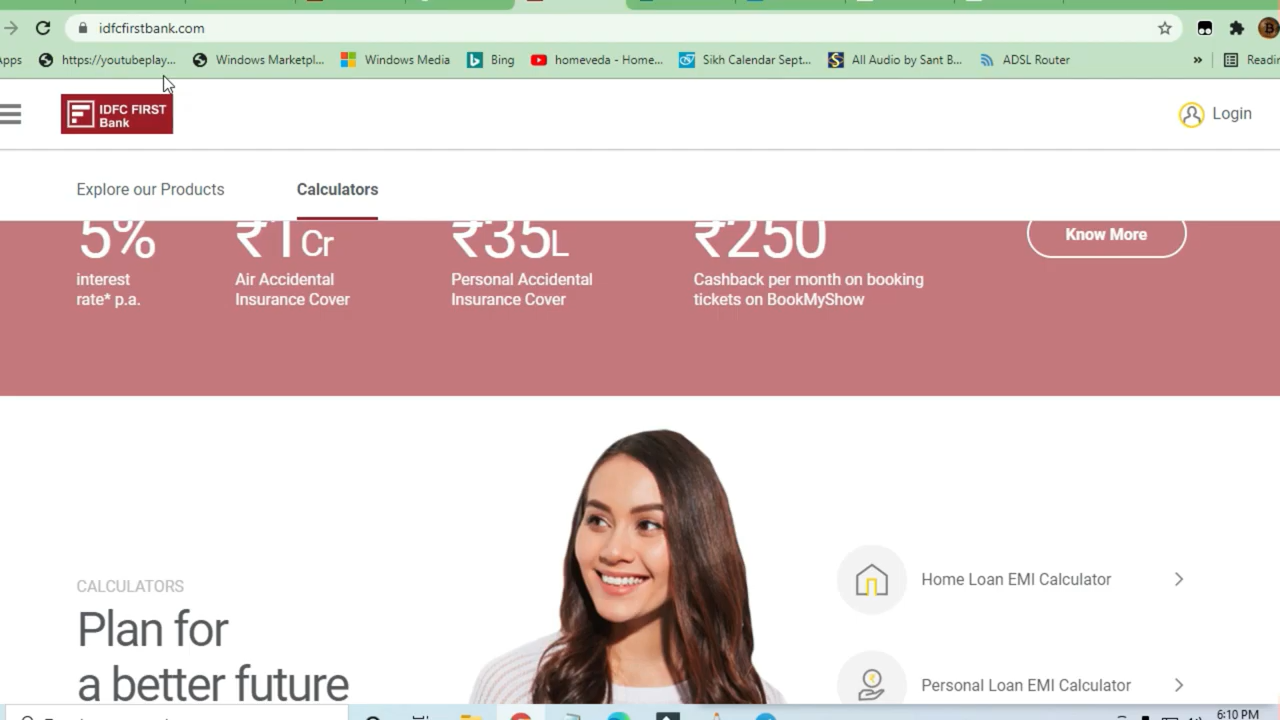 idfcfirstbank.com
https://youtubeplay... Windows Marketpl... Windows Media Bing homeveda - Home... Sikh Calendar Sept... All Audio by Sant B... ADSL Router »
IDFC FIRST
Bank
Login
Explore our Products Calculators
5% ₹1Cr ₹35L ₹250 Know More
interest
rate* p.a.
Air Accidental
Insurance Cover
Personal Accidental
Insurance Cover
Cashback per month on booking
tickets on BookMyShow
CALCULATORS
Plan for
a better future
Home Loan EMI Calculator
Personal Loan EMI Calculator
6:10 PM